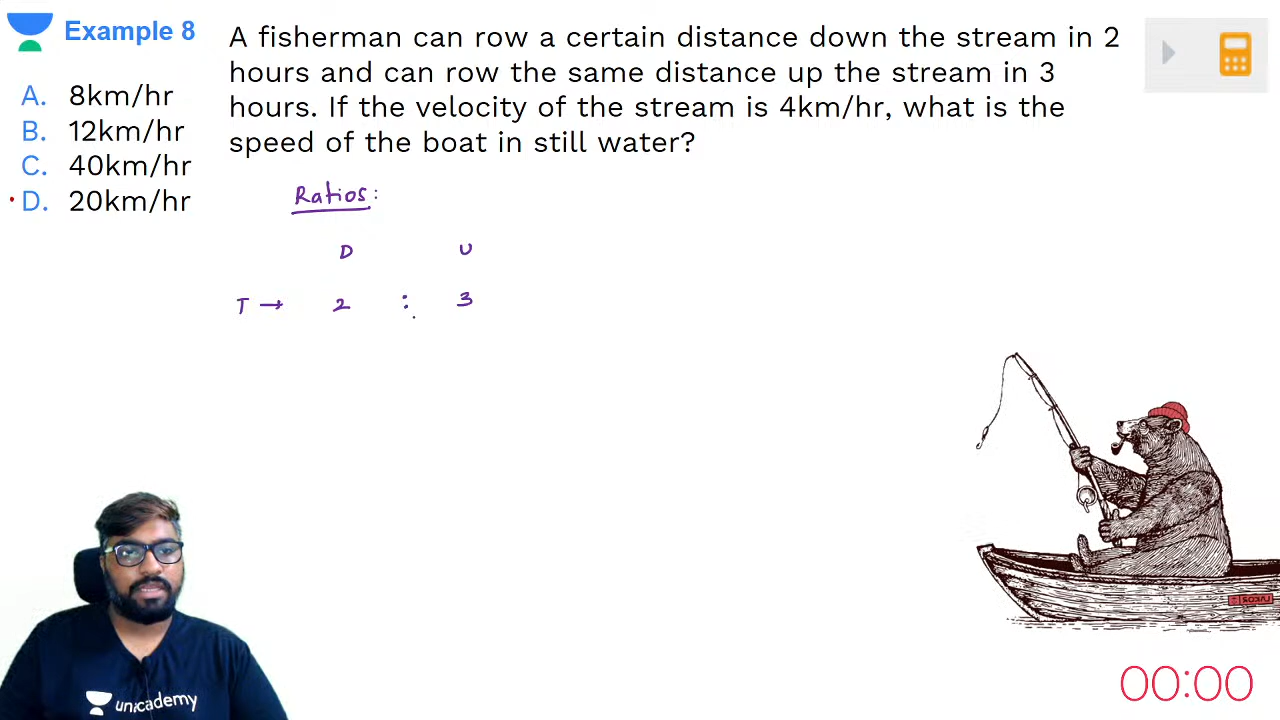 Example 8
A fisherman can row a certain distance down the stream in 2
hours and can row the same distance up the stream in 3
hours. If the velocity of the stream is 4km/hr, what is the
speed of the boat in still water?
A. 8km/hr
B. 12km/hr
C. 40km/hr
D. 20km/hr
Ratios:
D U
T → 2 : 3
unacademy
00:00